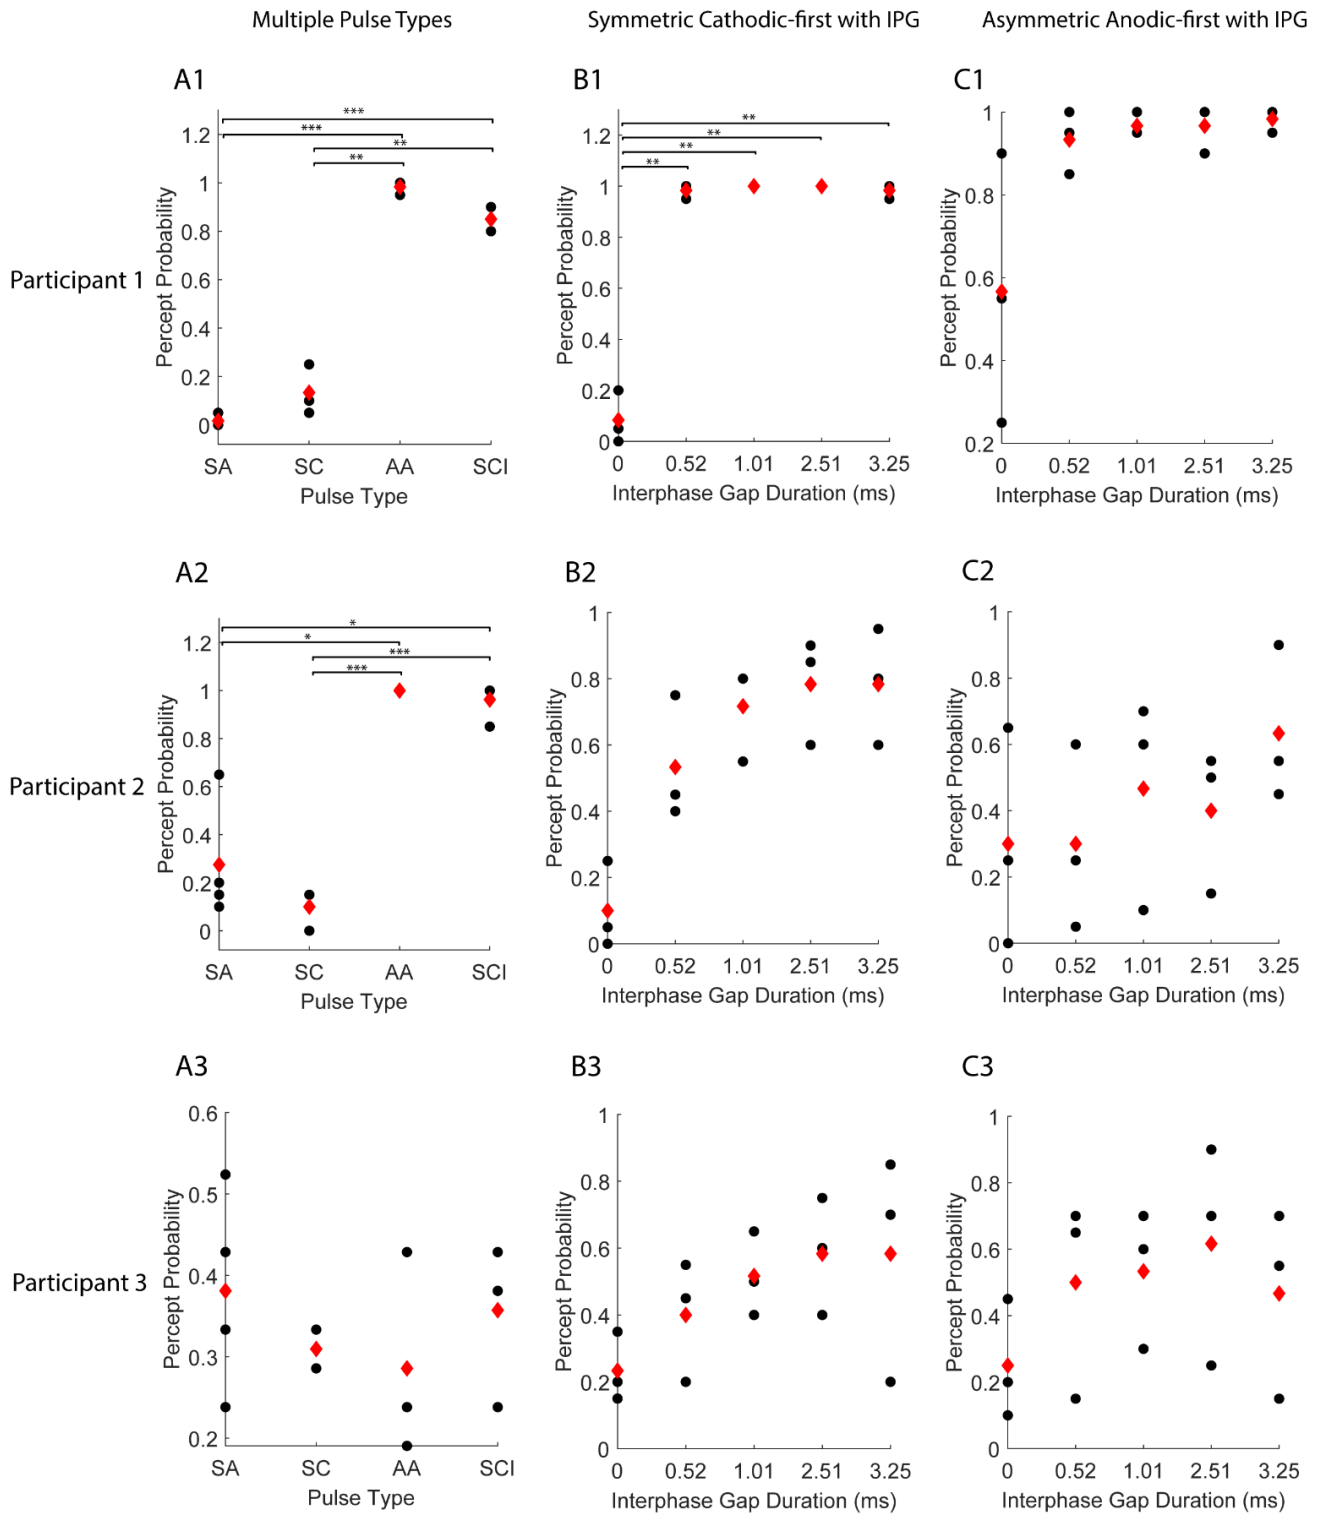 Multiple Pulse Types
Symmetric Cathodic-first with IPG
Asymmetric Anodic-first with IPG
Participant 1
A1
***
***
**
**
Percept Probability
1.2
1
0.8
0.6
0.4
0.2
0
SA SC AA SCI
Pulse Type
B1
**
**
**
**
Percept Probability
1.2
1
0.8
0.6
0.4
0.2
0
0 0.52 1.01 2.51 3.25
Interphase Gap Duration (ms)
C1
Percept Probability
1
0.8
0.6
0.4
0.2
0 0.52 1.01 2.51 3.25
Interphase Gap Duration (ms)
Participant 2
A2
*
*
***
***
Percept Probability
1.2
1
0.8
0.6
0.4
0.2
0
SA SC AA SCI
Pulse Type
B2
Percept Probability
1
0.8
0.6
0.4
0.2
0
0 0.52 1.01 2.51 3.25
Interphase Gap Duration (ms)
C2
Percept Probability
1
0.8
0.6
0.4
0.2
0
0 0.52 1.01 2.51 3.25
Interphase Gap Duration (ms)
Participant 3
A3
Percept Probability
0.6
0.5
0.4
0.3
0.2
SA SC AA SCI
Pulse Type
B3
Percept Probability
1
0.8
0.6
0.4
0.2
0
0 0.52 1.01 2.51 3.25
Interphase Gap Duration (ms)
C3
Percept Probability
1
0.8
0.6
0.4
0.2
0
0 0.52 1.01 2.51 3.25
Interphase Gap Duration (ms)